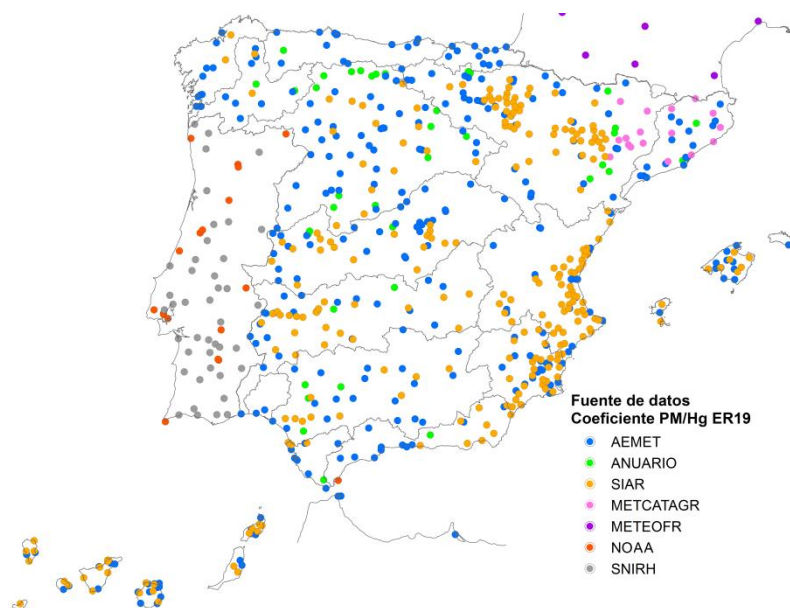 Fuente de datos
Coeficiente PM/Hg ER19
AEMET
ANUARIO
SIAR
METCATAGR
METEOFR
NOAA
SNIRH